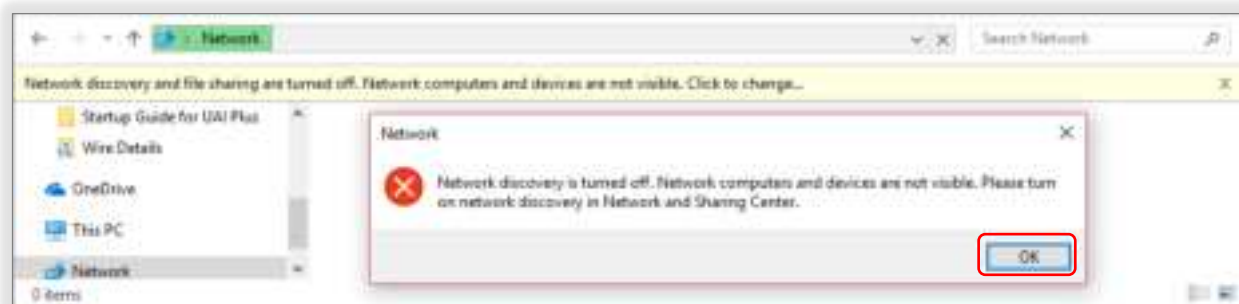 Network
Search Network
Network discovery and file sharing are turned off. Network computers and devices are not visible. Click to change...
Startup Guide for UAI Plus
Wire Details
OneDrive
This PC
Network
0 items
Network
Network discovery is turned off. Network computers and devices are not visible. Please turn
on network discovery in Network and Sharing Center.
OK